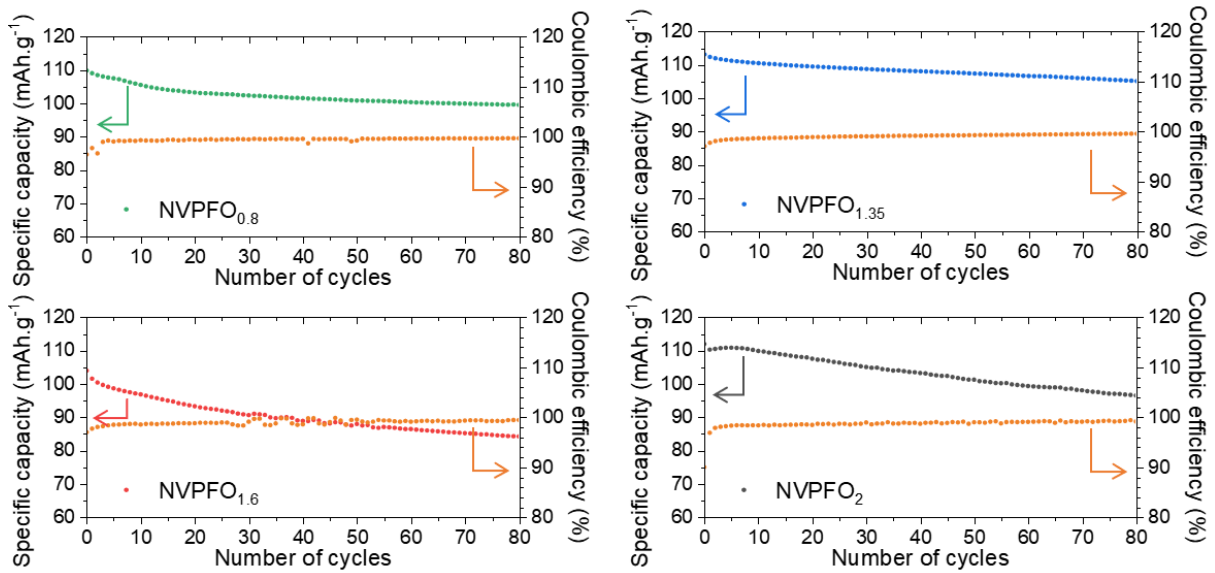 Specific capacity (mAh.g⁻¹)
120
110
100
90
80
70
60
NVPFO₀.₈
0 10 20 30 40 50 60 70 80
Number of cycles
120
110
100
90
80
Coulombic efficiency (%)
Specific capacity (mAh.g⁻¹)
120
110
100
90
80
70
60
NVPFO₁.₃₅
0 10 20 30 40 50 60 70 80
Number of cycles
120
110
100
90
80
Coulombic efficiency (%)
Specific capacity (mAh.g⁻¹)
120
110
100
90
80
70
60
NVPFO₁.₆
0 10 20 30 40 50 60 70 80
Number of cycles
120
110
100
90
80
Coulombic efficiency (%)
Specific capacity (mAh.g⁻¹)
120
110
100
90
80
70
60
NVPFO₂
0 10 20 30 40 50 60 70 80
Number of cycles
120
110
100
90
80
Coulombic efficiency (%)